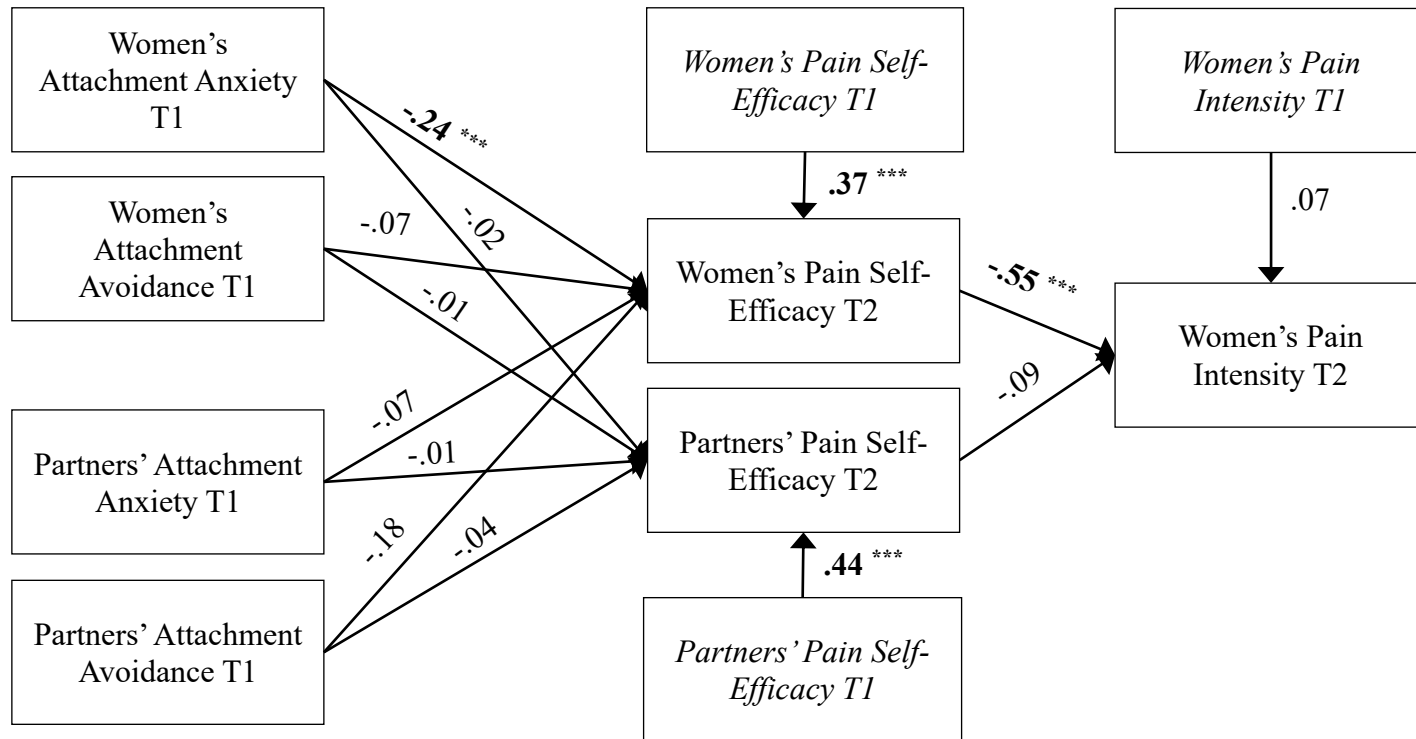 Women’s
Attachment Anxiety
T1
Women’s
Attachment
Avoidance T1
Partners’ Attachment
Anxiety T1
Partners’ Attachment
Avoidance T1
-.24 ***
-.02
-.07
-.01
-.07
-.01
-.18
-.04
Women’s Pain Self-
Efficacy T1
.37 ***
Women’s Pain Self-
Efficacy T2
Partners’ Pain Self-
Efficacy T2
.44 ***
Partners’ Pain Self-
Efficacy T1
-.55 ***
-.09
Women’s Pain
Intensity T1
.07
Women’s Pain
Intensity T2